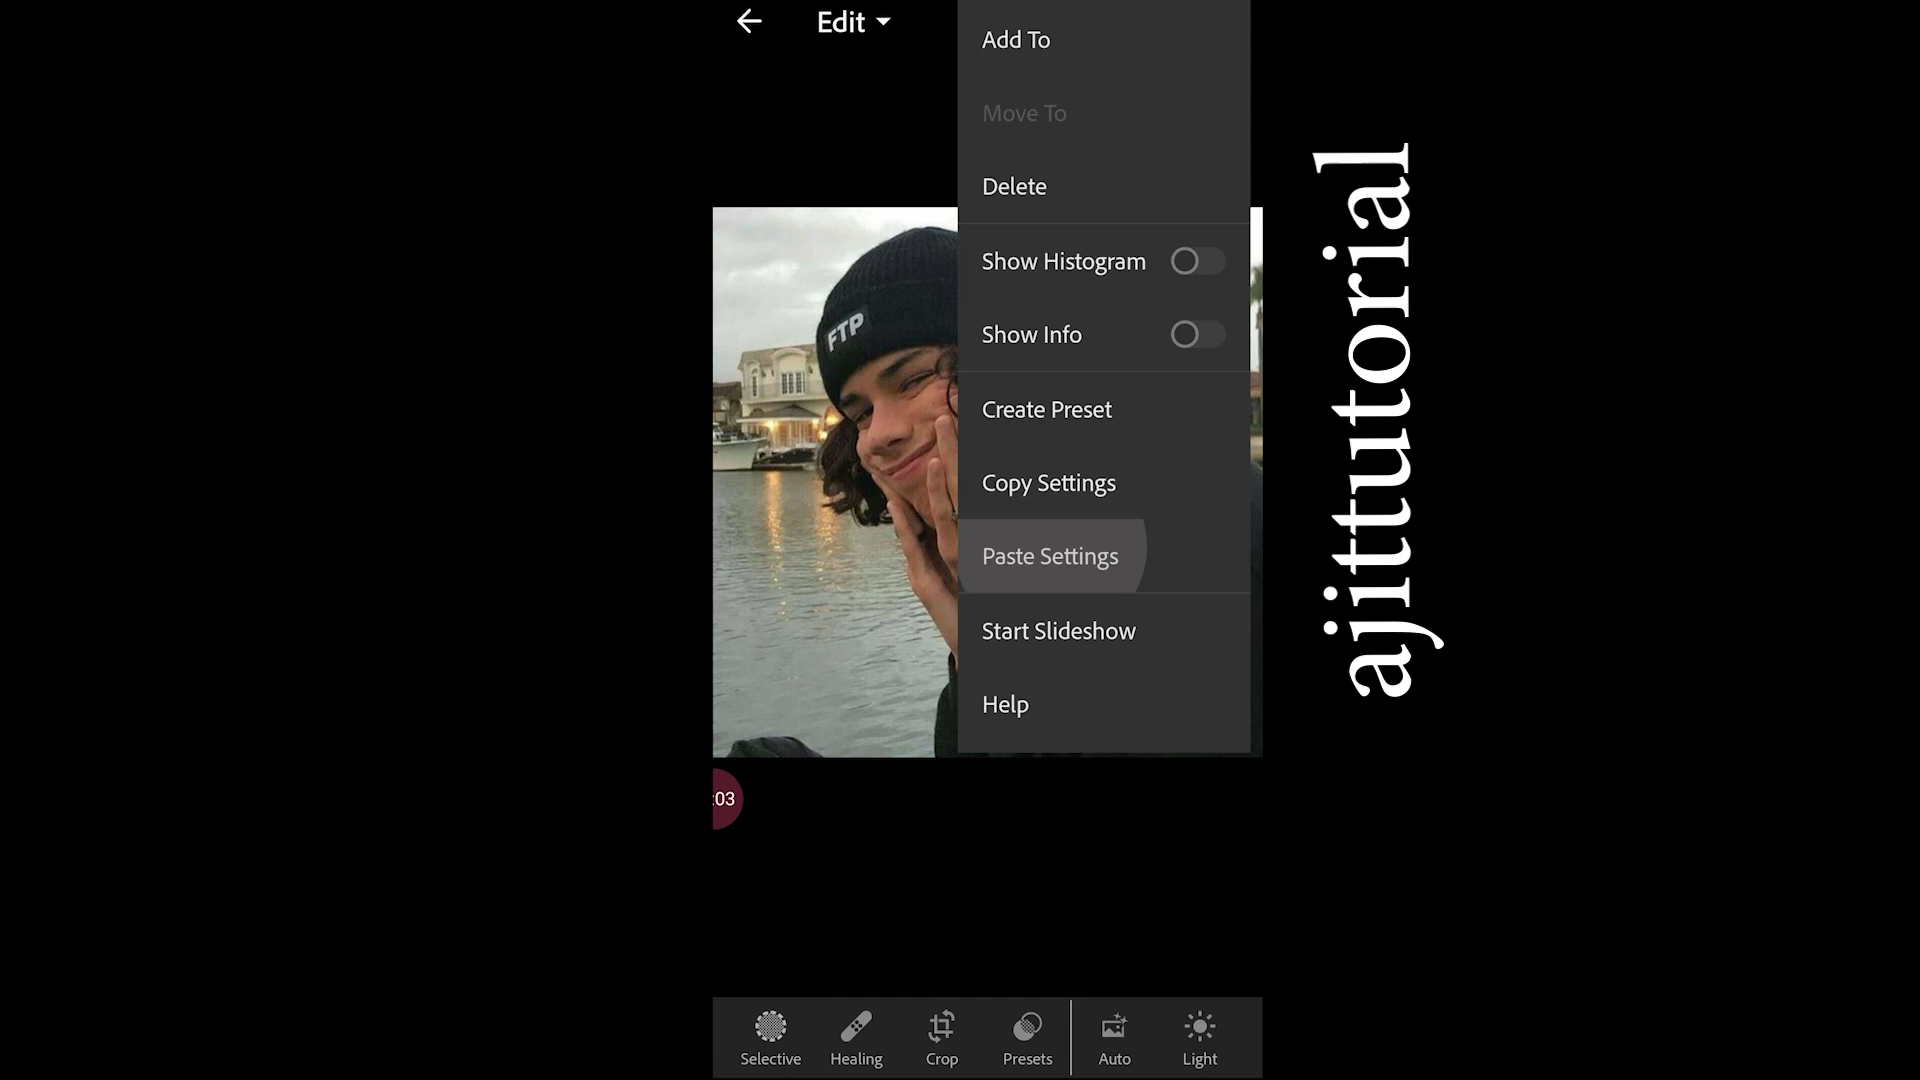 Edit
Add To
Move To
Delete
Show Histogram
Show Info
Create Preset
Copy Settings
Paste Settings
Start Slideshow
Help
FTP
:03
Selective
Healing
Crop
Presets
Auto
Light
ajittutorial